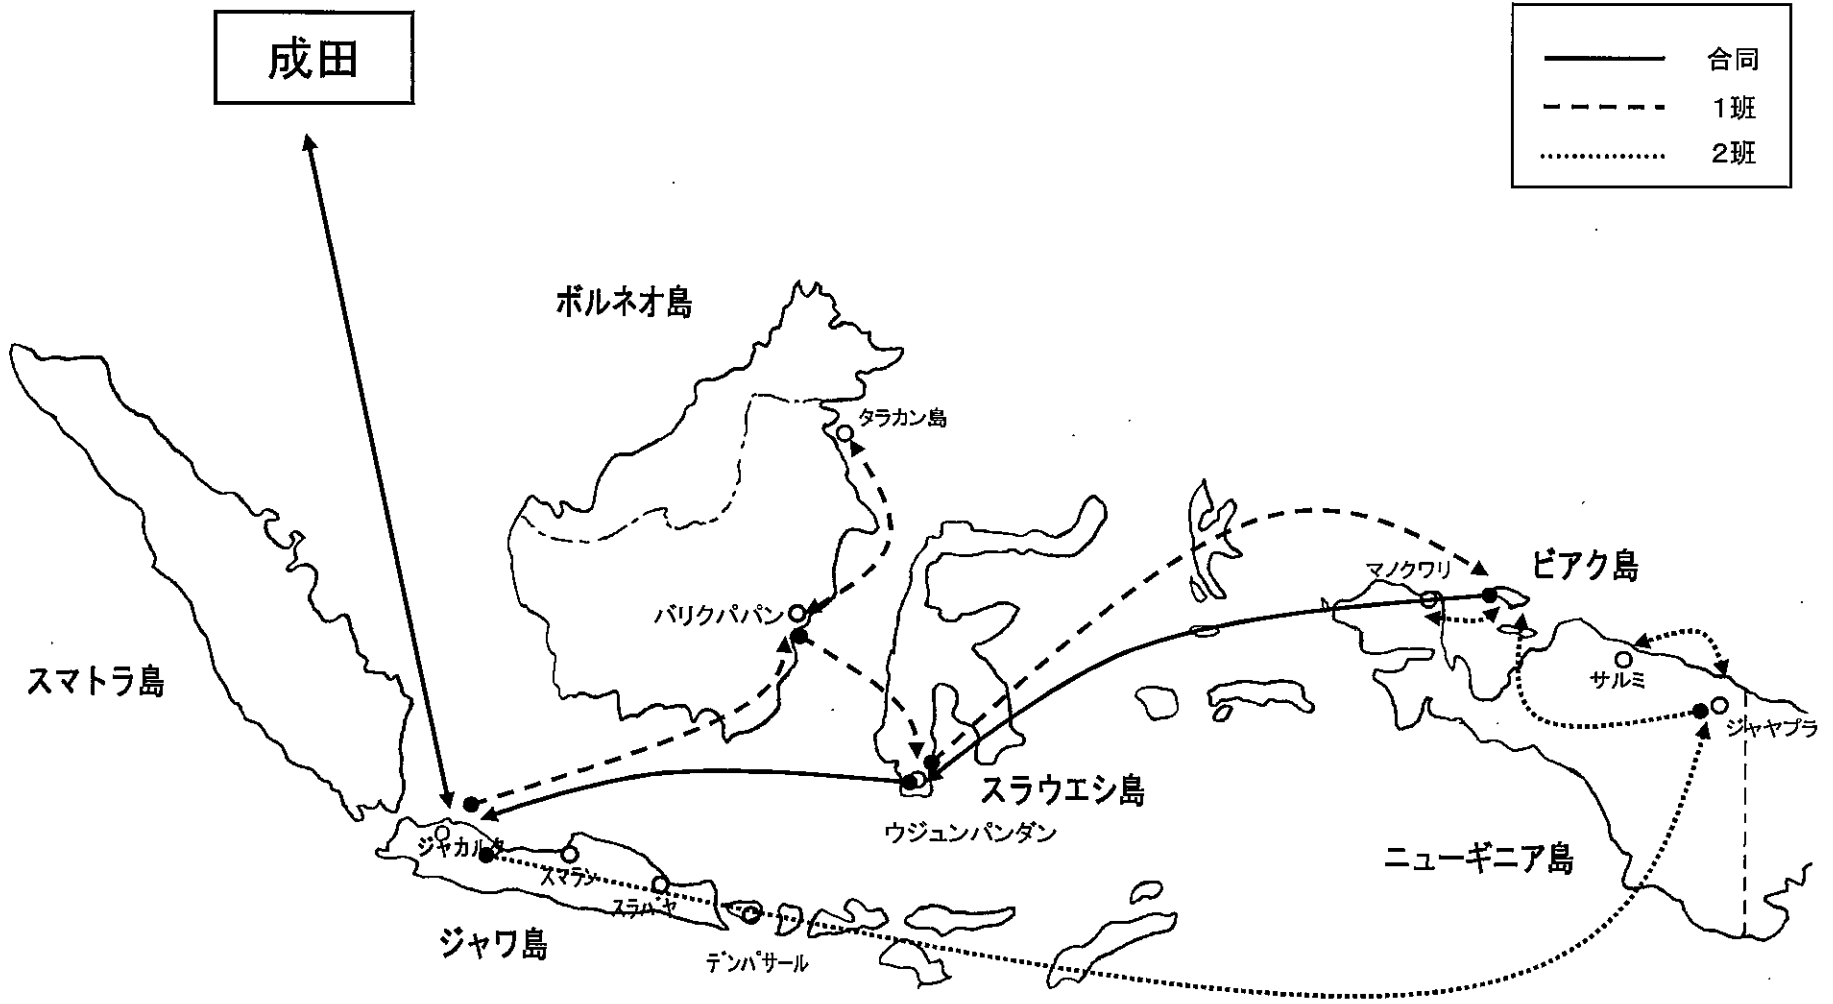 成田
合同
1班
2班
ボルネオ島
タラカン島
マノクワリ
ビアク島
バリクパパン
スマトラ島
サルミ
ジャヤプラ
スラウエシ島
ウジュンパンダン
ジャカルタ
スマラン
ニューギニア島
スラバヤ
ジャワ島
デンパサール